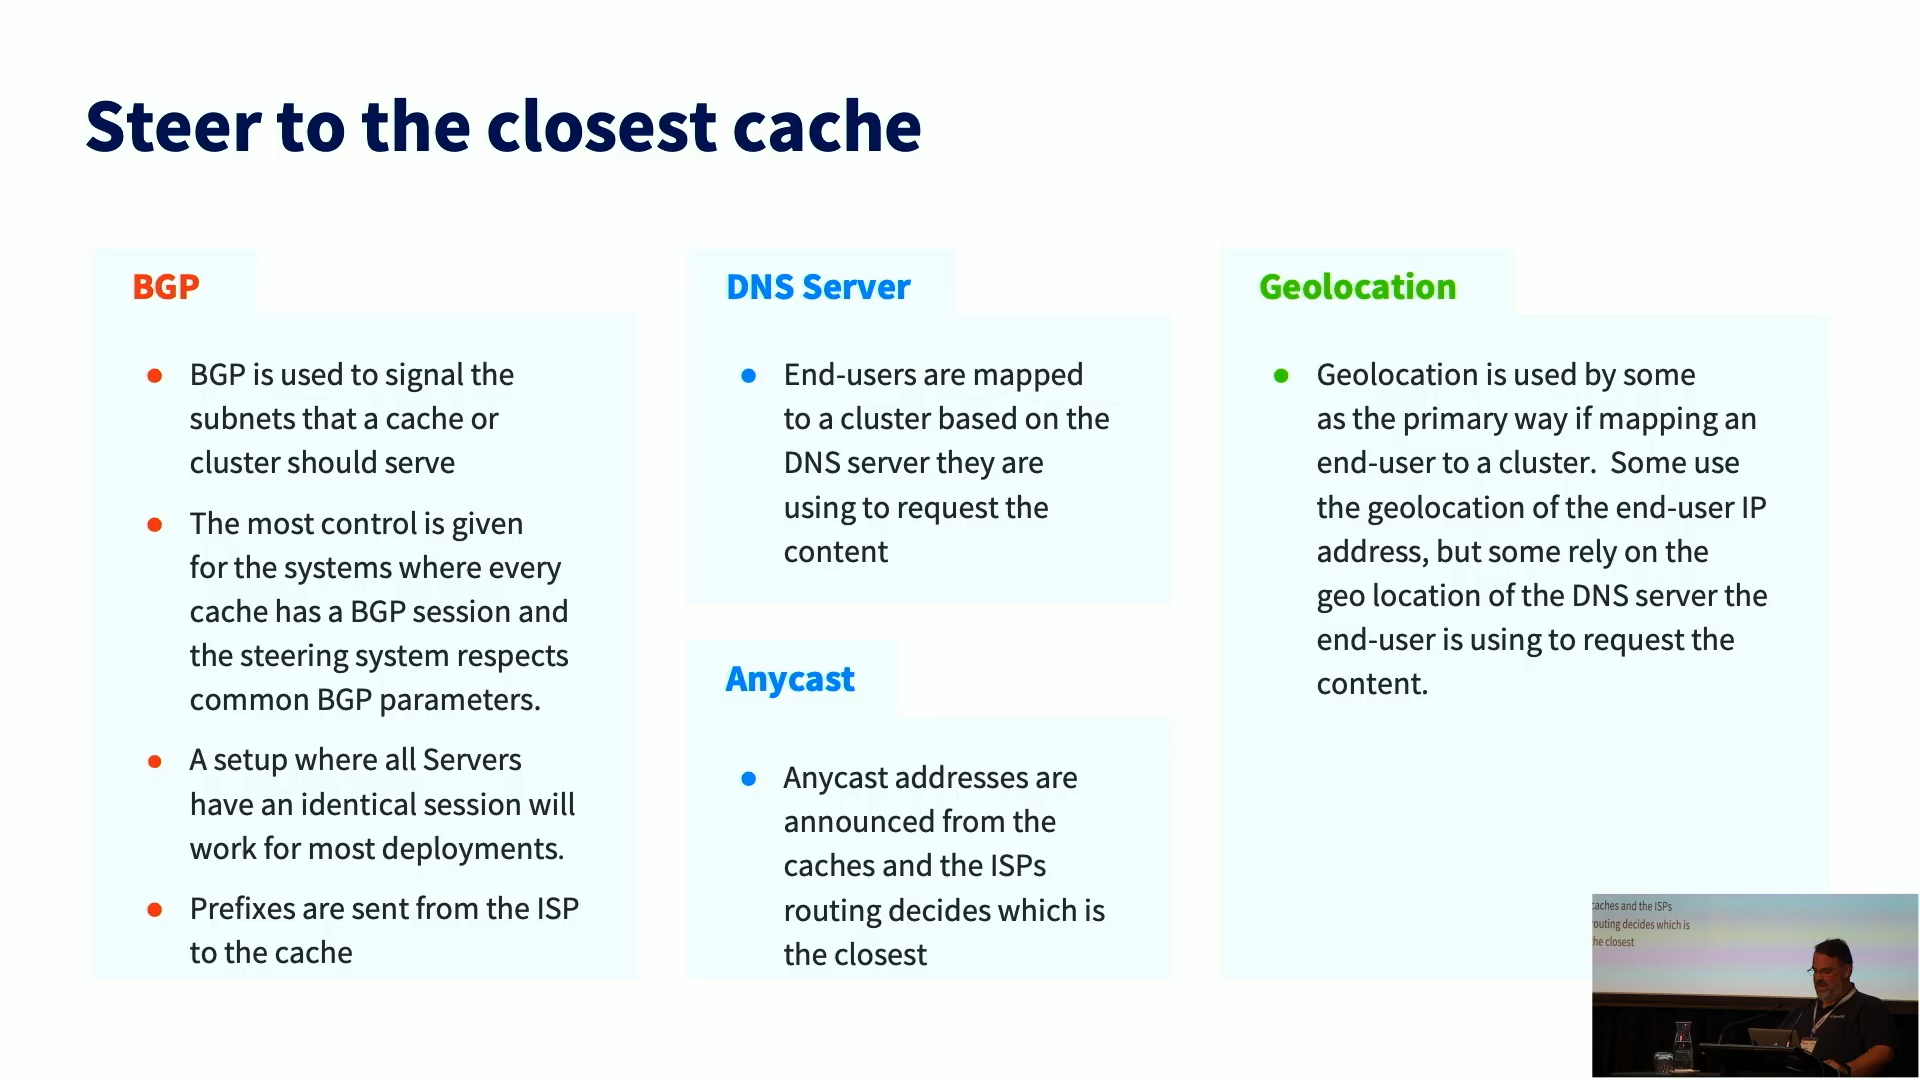 Steer to the closest cache
BGP
BGP is used to signal the
subnets that a cache or
cluster should serve
The most control is given
for the systems where every
cache has a BGP session and
the steering system respects
common BGP parameters.
A setup where all Servers
have an identical session will
work for most deployments.
Prefixes are sent from the ISP
to the cache
DNS Server
End-users are mapped
to a cluster based on the
DNS server they are
using to request the
content
Anycast
Anycast addresses are
announced from the
caches and the ISPs
routing decides which is
the closest
Geolocation
Geolocation is used by some
as the primary way if mapping an
end-user to a cluster.  Some use
the geolocation of the end-user IP
address, but some rely on the
geo location of the DNS server the
end-user is using to request the
content.
caches and the ISPs
routing decides which is
the closest